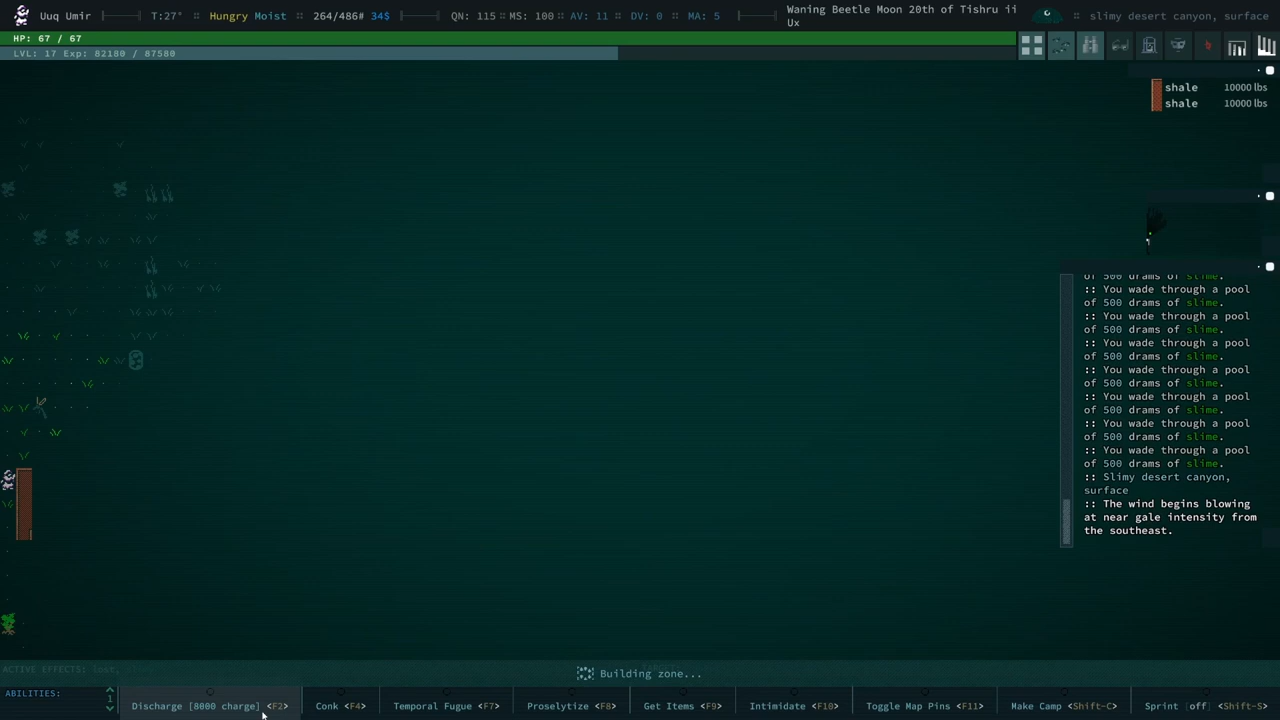 Uuq Umir T:27° Hungry Moist 264/486# 34$ QN: 115 MS: 100 AV: 11 DV: 0 MA: 5 Waning Beetle Moon 20th of Tishru ii Ux slimy desert canyon, surface
HP: 67 / 67
LVL: 17 Exp: 82180 / 87580
shale 10000 lbs
shale 10000 lbs
of 500 drams of slime.
:: You wade through a pool
of 500 drams of slime.
:: You wade through a pool
of 500 drams of slime.
:: You wade through a pool
of 500 drams of slime.
:: You wade through a pool
of 500 drams of slime.
:: You wade through a pool
of 500 drams of slime.
:: You wade through a pool
of 500 drams of slime.
:: You wade through a pool
of 500 drams of slime.
:: Slimy desert canyon,
surface
:: The wind begins blowing
at near gale intensity from
the southeast.
ACTIVE EFFECTS: lost,
Building zone...
ABILITIES: 1 Discharge [8000 charge] <F2> Conk <F4> Temporal Fugue <F7> Proselytize <F8> Get Items <F9> Intimidate <F10> Toggle Map Pins <F11> Make Camp <Shift-C> Sprint [off] <Shift-S>